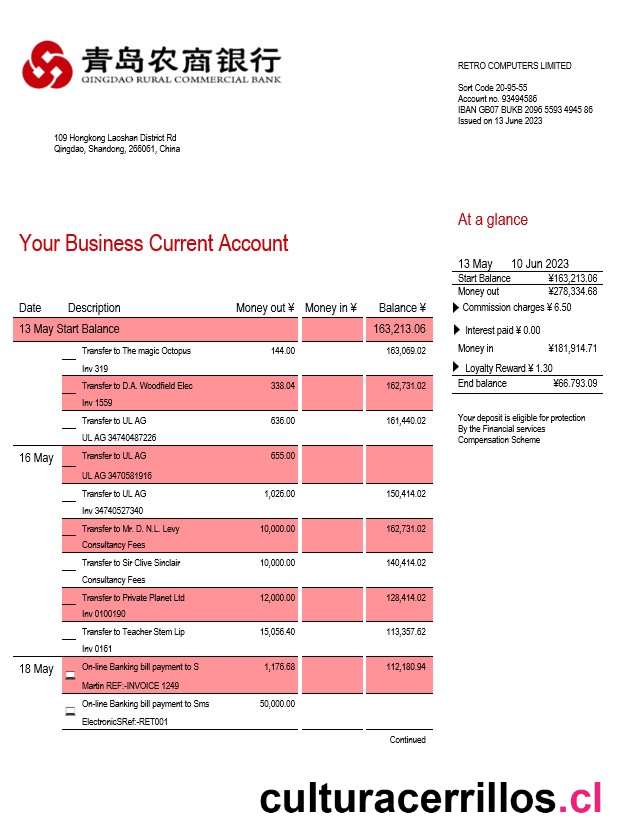 青岛农商银行
QINGDAO RURAL COMMERCIAL BANK
RETRO COMPUTERS LIMITED
Sort Code 20-95-55
Account no. 93494586
IBAN GB07 BUKB 2096 5593 4945 86
Issued on 13 June 2023
109 Hongkong Laoshan District Rd
Qingdao, Shandong, 266061, China
At a glance
13 May 10 Jun 2023
Start Balance ¥163,213.06
Money out ¥278,334.68
Commission charges ¥ 6.50
Interest paid ¥ 0.00
Money in ¥181,914.71
Loyalty Reward ¥ 1.30
End balance ¥66.793.09
Your deposit is eligible for protection
By the Financial services
Compensation Scheme
Your Business Current Account
Date Description Money out ¥ Money in ¥ Balance ¥
13 May Start Balance 163,213.06
Transfer to The magic Octopus 144.00 163,069.02
Inv 319
Transfer to D.A. Woodfield Elec 338.04 162,731.02
Inv 1559
Transfer to UL AG 636.00 161,440.02
UL AG 34740487226
16 May Transfer to UL AG 655.00
UL AG 3470581916
Transfer to UL AG 1,026.00 150,414.02
Inv 34740527340
Transfer to Mr. D. N.L. Levy 10,000.00 162,731.02
Consultancy Fees
Transfer to Sir Clive Sinclair 10,000.00 140,414.02
Consultancy Fees
Transfer to Private Planet Ltd 12,000.00 128,414.02
Inv 0100190
Transfer to Teacher Stem Lip 15,056.40 113,357.62
Inv 0161
18 May On-line Banking bill payment to S 1,176.68 112,180.94
Martin REF:-INVOICE 1249
On-line Banking bill payment to Sms 50,000.00
ElectronicSRef:-RET001
Continued
culturacerrillos.cl